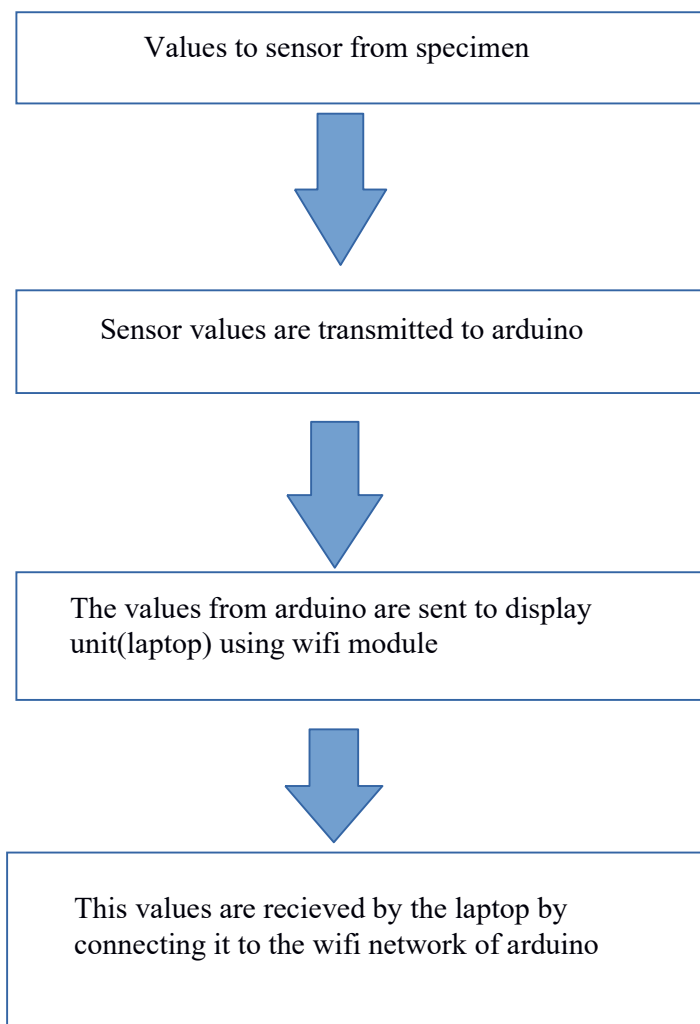 Values to sensor from specimen
Sensor values are transmitted to arduino
The values from arduino are sent to display
unit(laptop) using wifi module
This values are recieved by the laptop by
connecting it to the wifi network of arduino